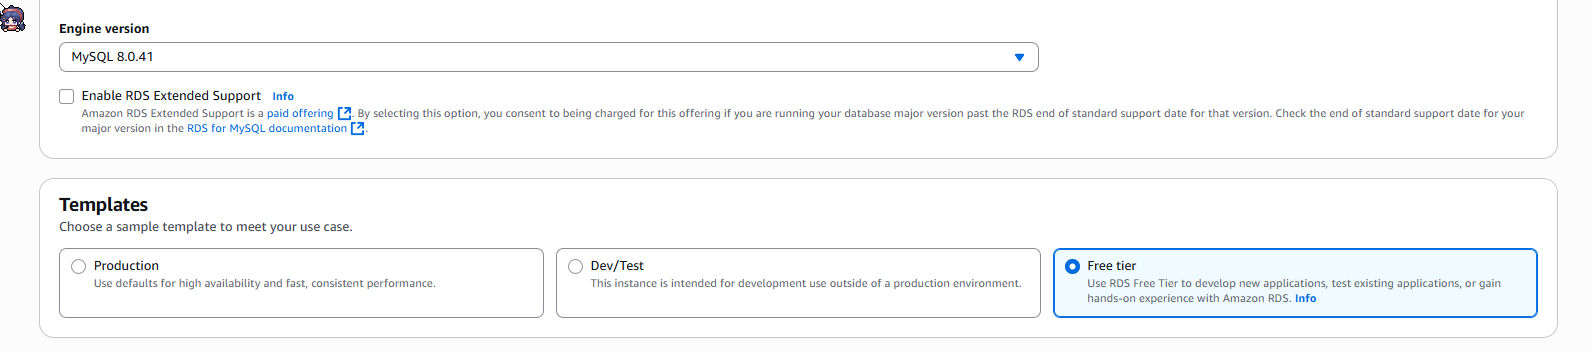 Engine version
MySQL 8.0.41
Enable RDS Extended Support Info
Amazon RDS Extended Support is a paid offering. By selecting this option, you consent to being charged for this offering if you are running your database major version past the RDS end of standard support date for that version. Check the end of standard support date for your
major version in the RDS for MySQL documentation.
Templates
Choose a sample template to meet your use case.
Production
Use defaults for high availability and fast, consistent performance.
Dev/Test
This instance is intended for development use outside of a production environment.
Free tier
Use RDS Free Tier to develop new applications, test existing applications, or gain
hands-on experience with Amazon RDS. Info